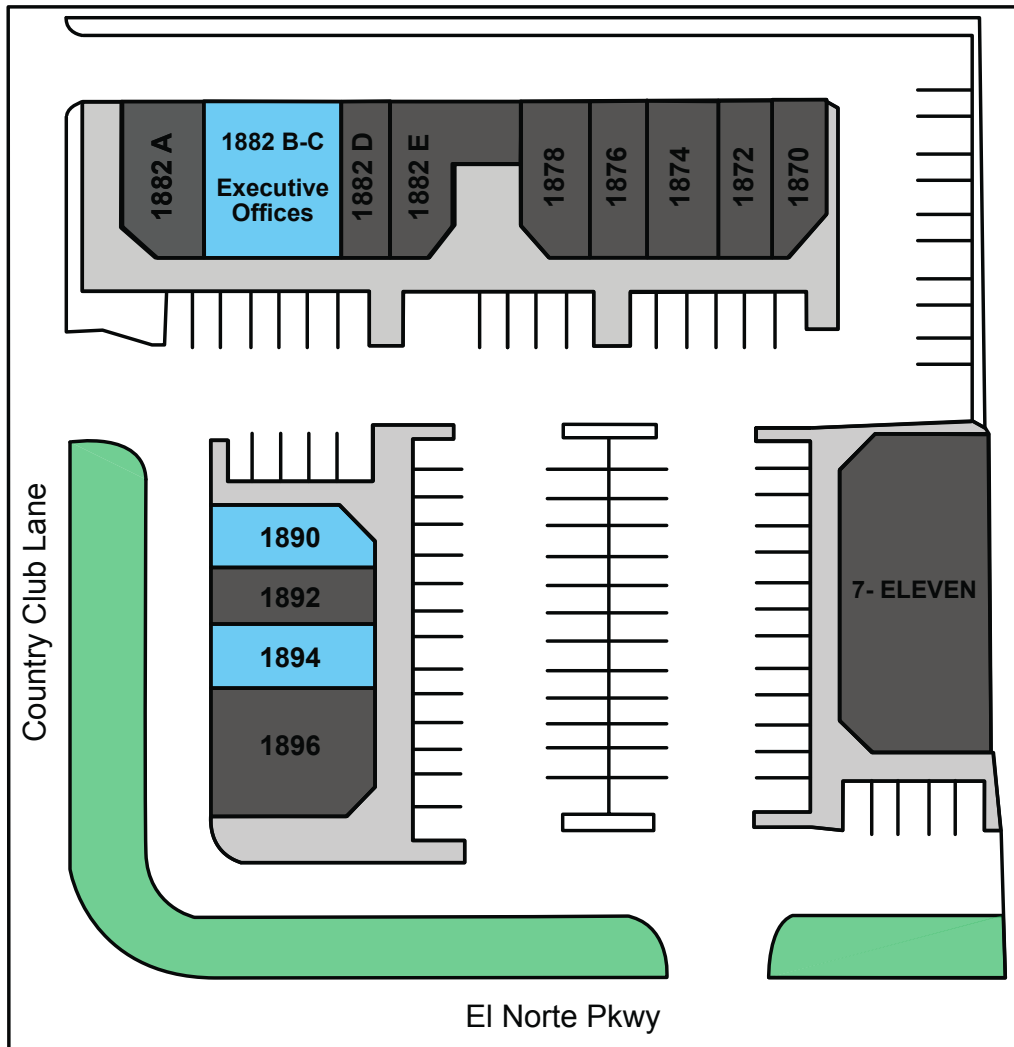 1882 A
1882 B-C
Executive
Offices
1882 D
1882 E
1878
1876
1874
1872
1870
1890
1892
1894
1896
7- ELEVEN
Country Club Lane
El Norte Pkwy